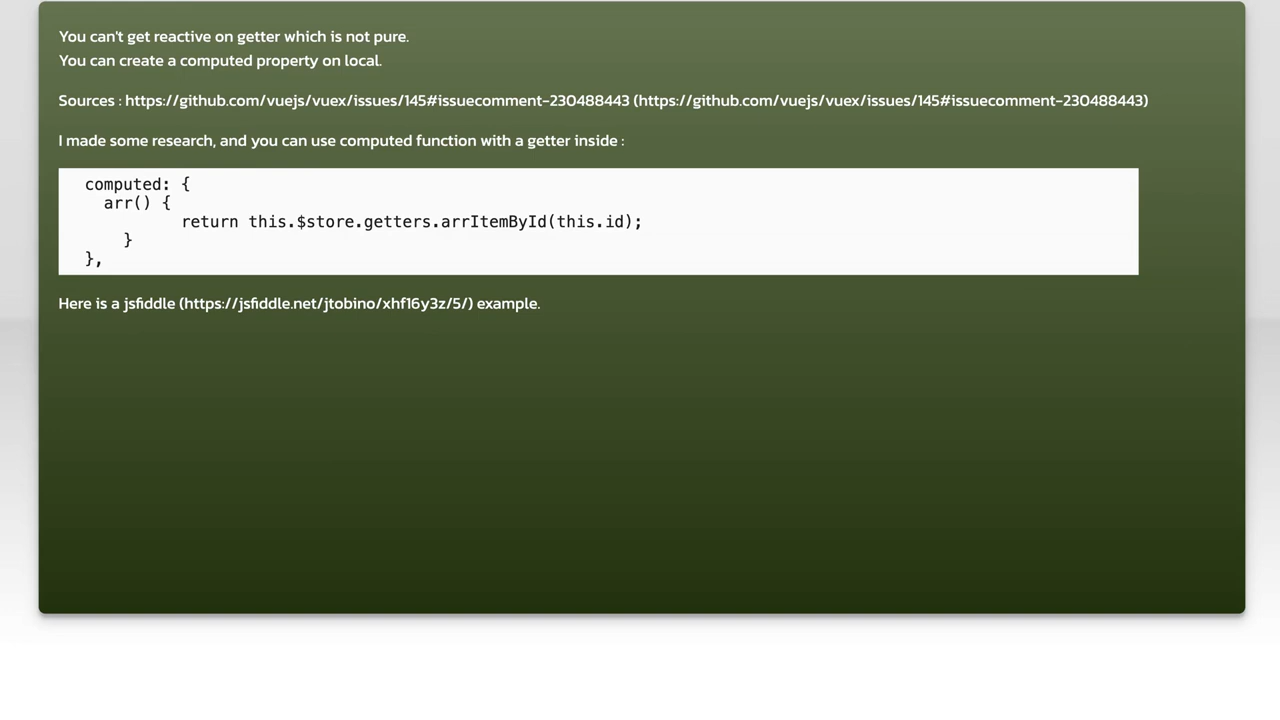 You can't get reactive on getter which is not pure.
You can create a computed property on local.
Sources : https://github.com/vuejs/vuex/issues/145#issuecomment-230488443 (https://github.com/vuejs/vuex/issues/145#issuecomment-230488443)
I made some research, and you can use computed function with a getter inside :
computed: {
  arr() {
          return this.$store.getters.arrItemById(this.id);
    }
},
Here is a jsfiddle (https://jsfiddle.net/jtobino/xhf16y3z/5/) example.